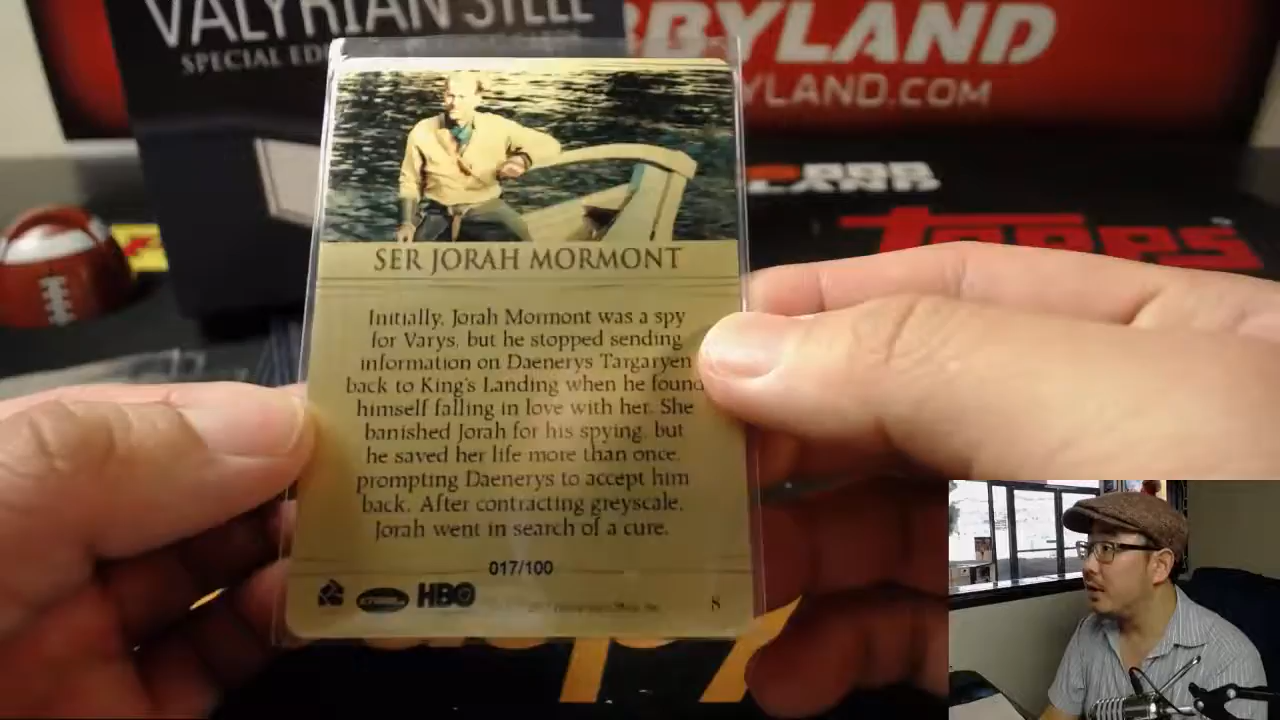 VALYRIAN STEEL
SPECIAL
BBYLAND
YLAND.COM
LAND
TOPPS
SER JORAH MORMONT
Initially, Jorah Mormont was a spy
for Varys, but he stopped sending
information on Daenerys Targaryen
back to King's Landing when he found
himself falling in love with her. She
banished Jorah for his spying, but
he saved her life more than once,
prompting Daenerys to accept him
back. After contracting greyscale,
Jorah went in search of a cure.
017/100
HBO
8